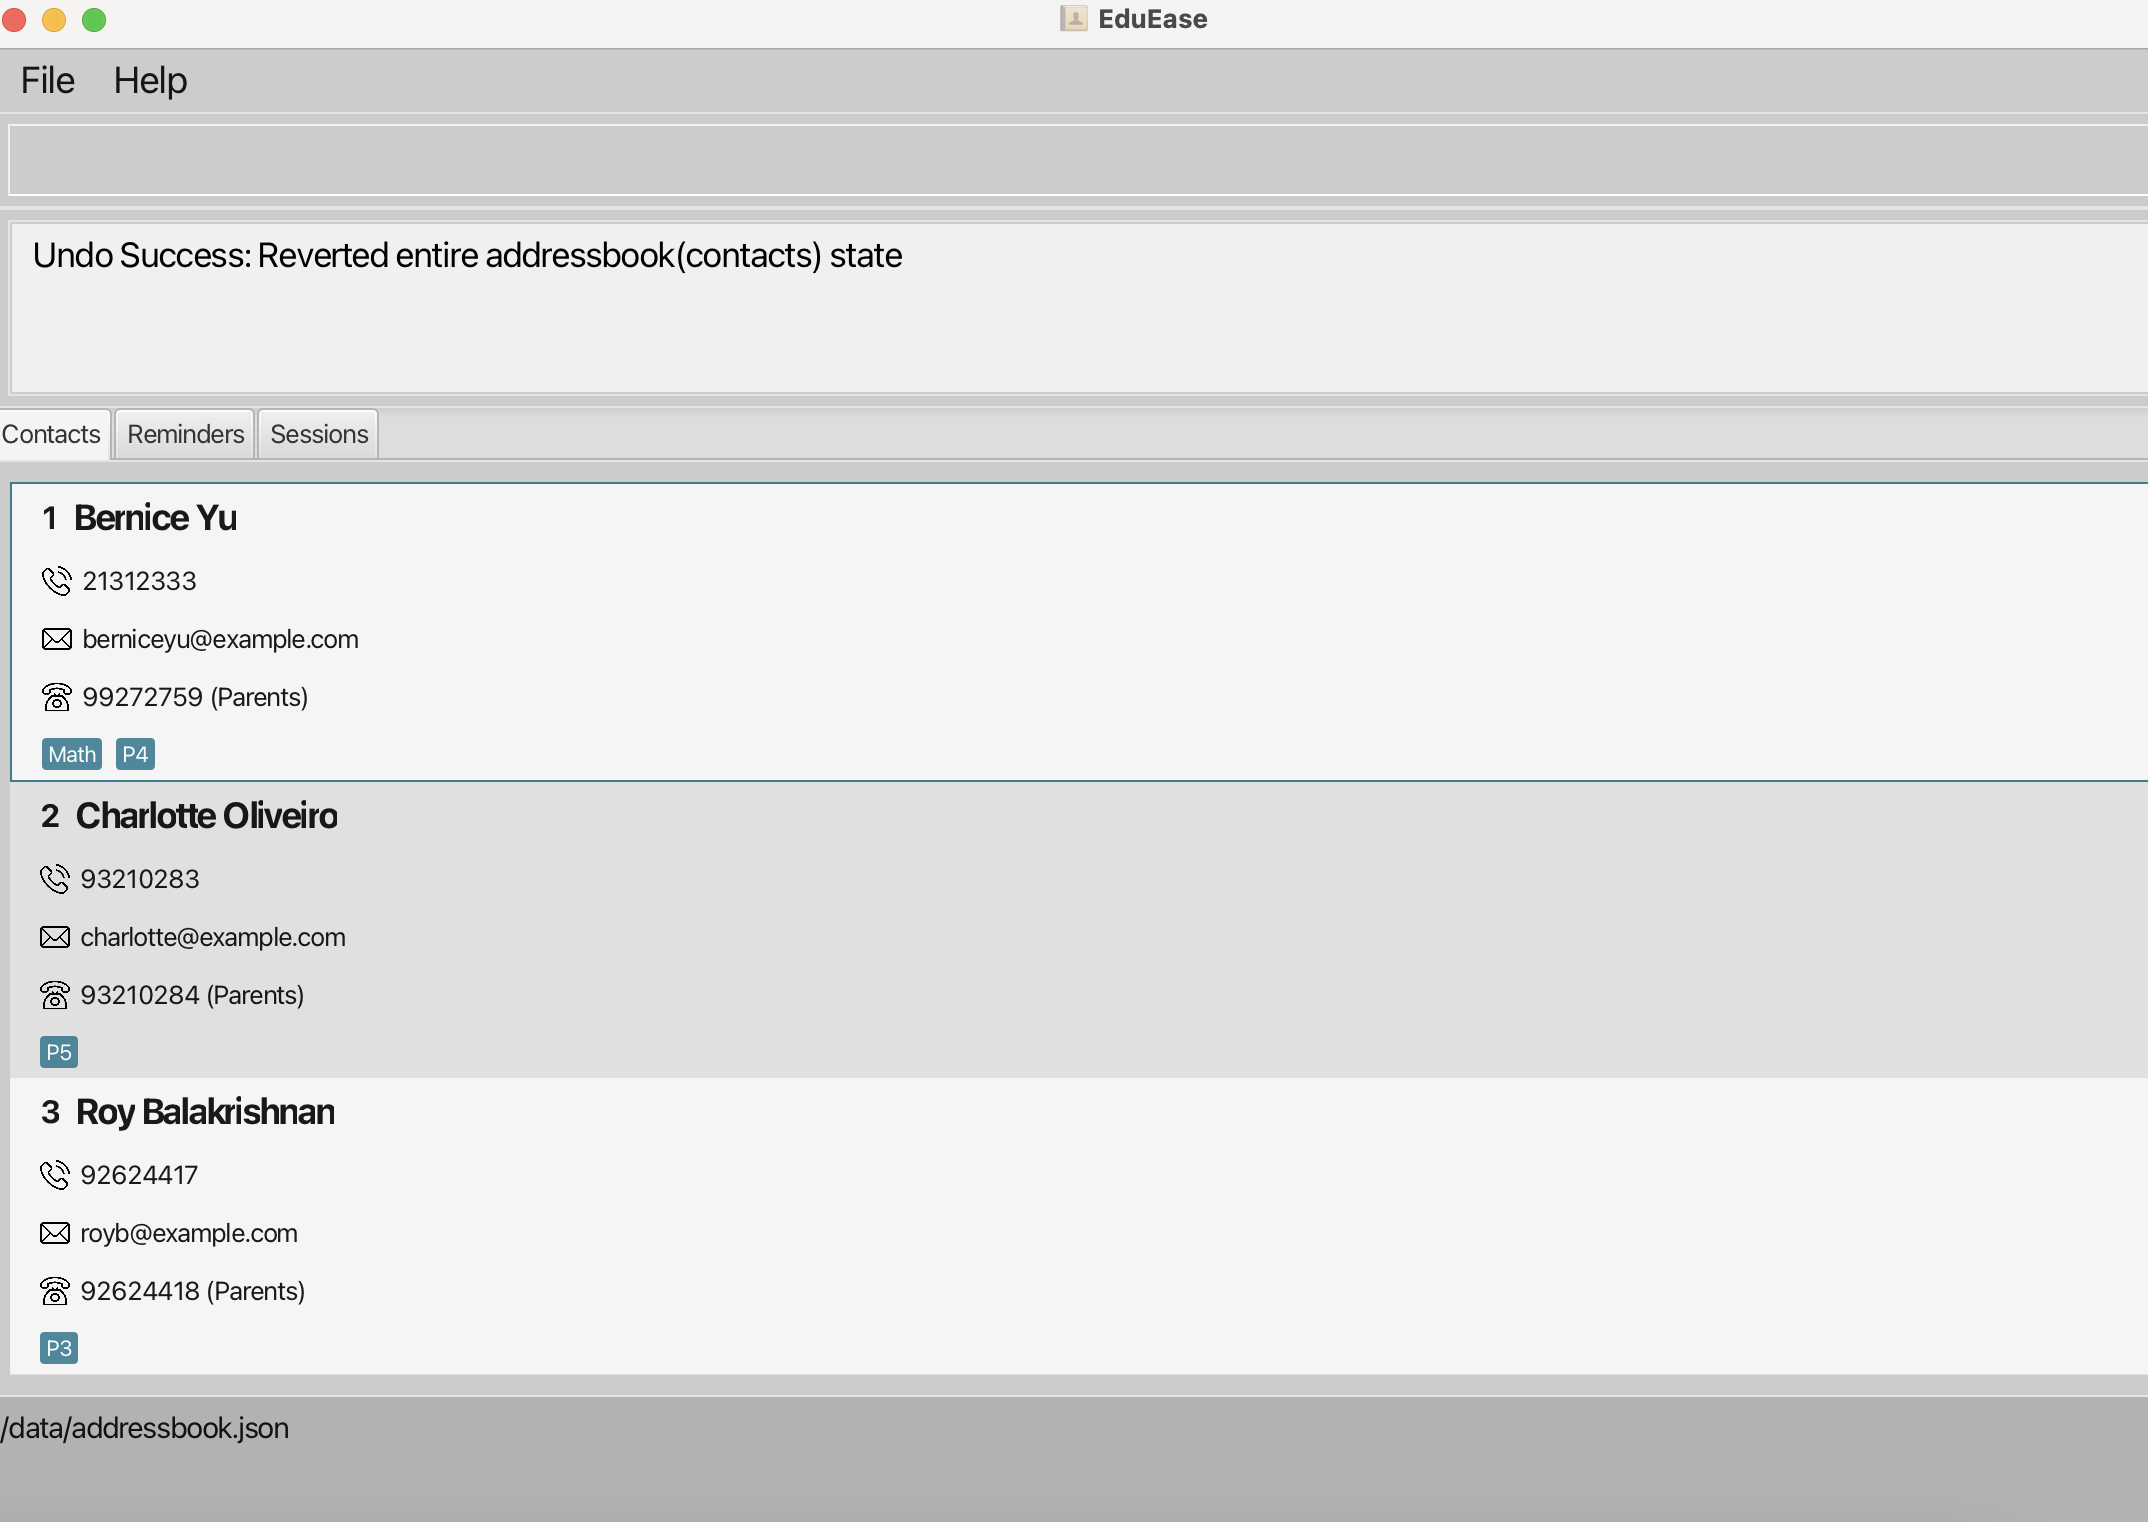 EduEase
File Help
Undo Success: Reverted entire addressbook(contacts) state
Contacts Reminders Sessions
1 Bernice Yu
21312333
berniceyu@example.com
99272759 (Parents)
Math P4
2 Charlotte Oliveiro
93210283
charlotte@example.com
93210284 (Parents)
P5
3 Roy Balakrishnan
92624417
royb@example.com
92624418 (Parents)
P3
/data/addressbook.json